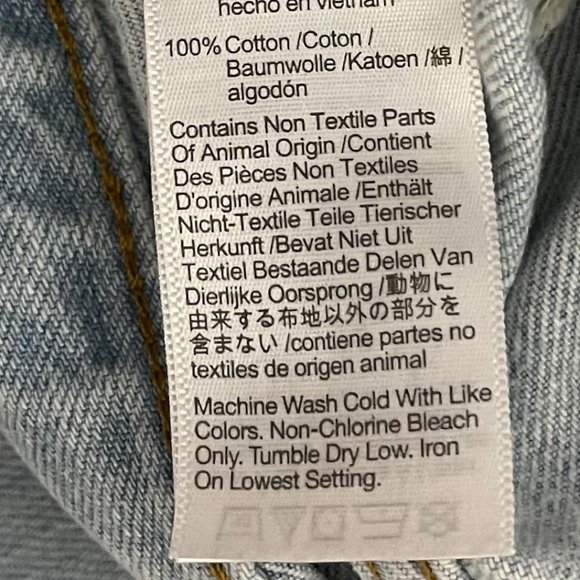 hecho en vietnam
100% Cotton /Coton /
Baumwolle /Katoen /綿 /
algodón
Contains Non Textile Parts
Of Animal Origin /Contient
Des Pièces Non Textiles
D'origine Animale /Enthält
Nicht-Textile Teile Tierischer
Herkunft /Bevat Niet Uit
Textiel Bestaande Delen Van
Dierlijke Oorsprong /動物に
由来する布地以外の部分を
含まない /contiene partes no
textiles de origen animal
Machine Wash Cold With Like
Colors. Non-Chlorine Bleach
Only. Tumble Dry Low. Iron
On Lowest Setting.